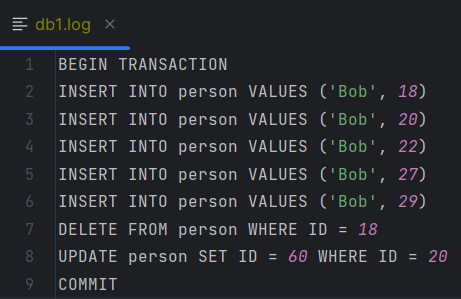 db1.log
1 BEGIN TRANSACTION
2 INSERT INTO person VALUES ('Bob', 18)
3 INSERT INTO person VALUES ('Bob', 20)
4 INSERT INTO person VALUES ('Bob', 22)
5 INSERT INTO person VALUES ('Bob', 27)
6 INSERT INTO person VALUES ('Bob', 29)
7 DELETE FROM person WHERE ID = 18
8 UPDATE person SET ID = 60 WHERE ID = 20
9 COMMIT